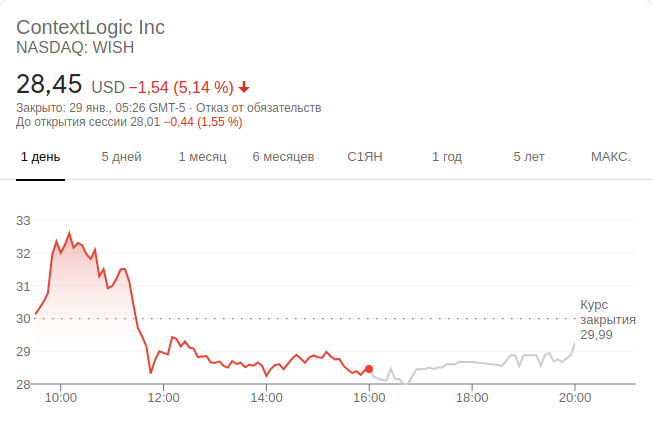 ContextLogic Inc
NASDAQ: WISH
28,45 USD −1,54 (5,14 %)
Закрыто: 29 янв., 05:26 GMT-5 · Отказ от обязательств
До открытия сессии 28,01 −0,44 (1,55 %)
1 день 5 дней 1 месяц 6 месяцев С1ЯН 1 год 5 лет МАКС.
33
32
31
30
29
28
Курс
закрытия
29,99
10:00 12:00 14:00 16:00 18:00 20:00